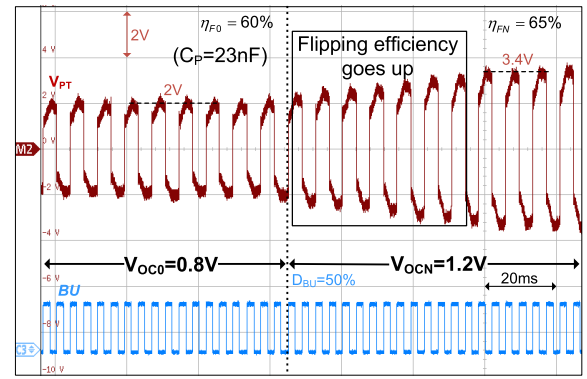 4 V
2V
η_F0 = 60%
(C_P=23nF)
η_FN = 65%
Flipping efficiency
goes up
3.4V
V_PT
2V
2 V
M2
0 V
-2 V
-4 V
V_OC0=0.8V
V_OCN=1.2V
-6 V
BU
D_BU=50%
20ms
-8 V
C3
-10 V